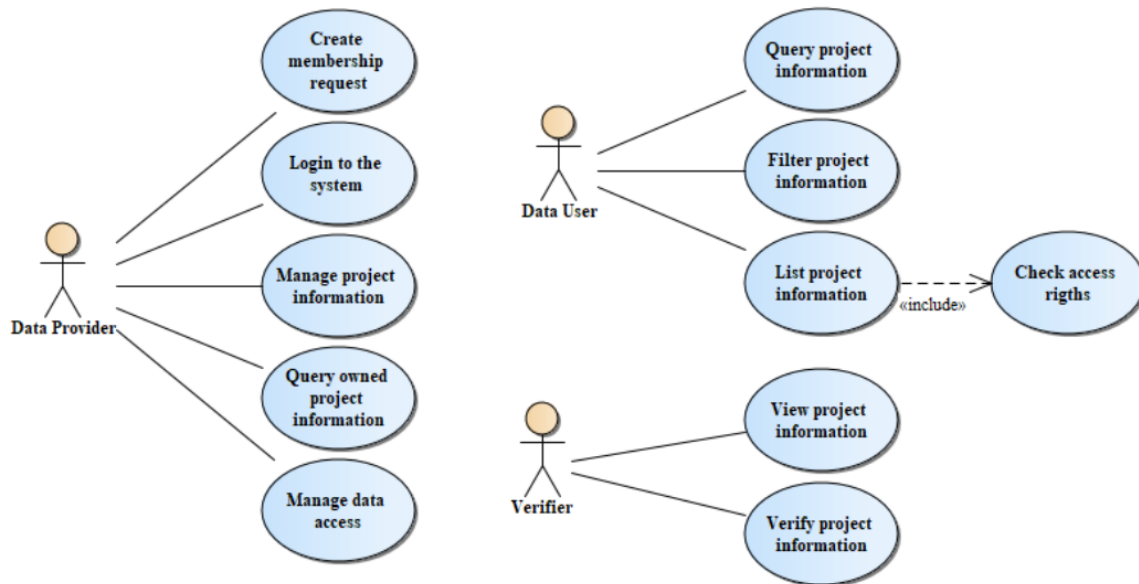 Create
membership
request
Login to the
system
Manage project
information
Data Provider
Query owned
project
information
Manage data
access
Query project
information
Filter project
information
Data User
List project
information
«include»
Check access
rigths
View project
information
Verifier
Verify project
information